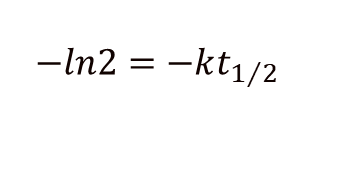 −ln2 = −kt₁/₂